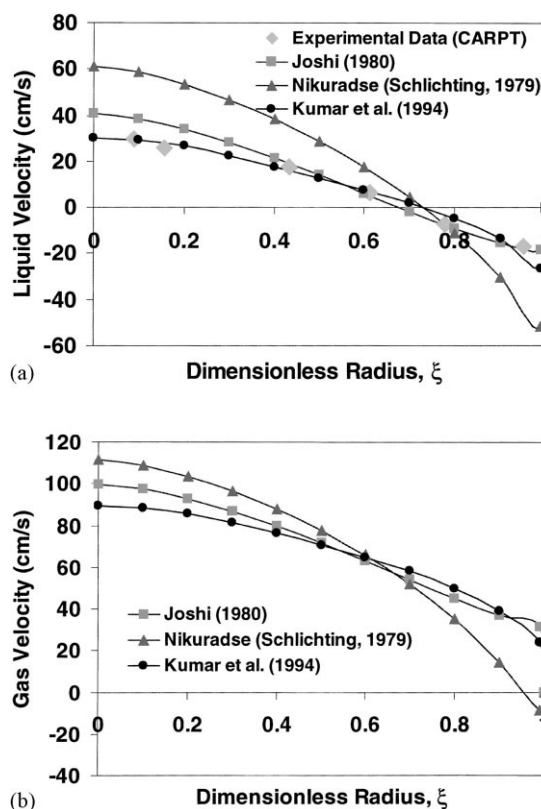 Experimental Data (CARPT)
Joshi (1980)
Nikuradse (Schlichting, 1979)
Kumar et al. (1994)
80
60
40
20
0
-20
-40
-60
0
0.2
0.4
0.6
0.8
1
Liquid Velocity (cm/s)
(a)
Dimensionless Radius, ξ
120
100
80
60
40
20
0
-20
-40
0
0.2
0.4
0.6
0.8
1
Gas Velocity (cm/s)
Joshi (1980)
Nikuradse (Schlichting, 1979)
Kumar et al. (1994)
(b)
Dimensionless Radius, ξ